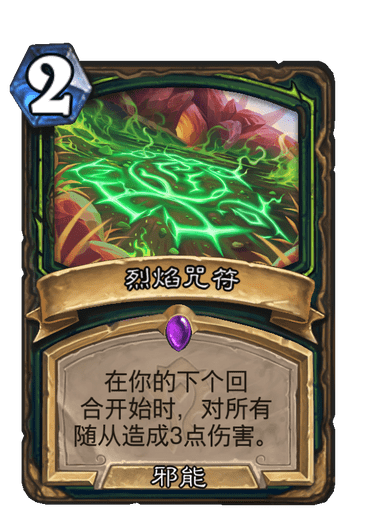 2
烈焰咒符
在你的下个回
合开始时，对所有
随从造成3点伤害。
邪能